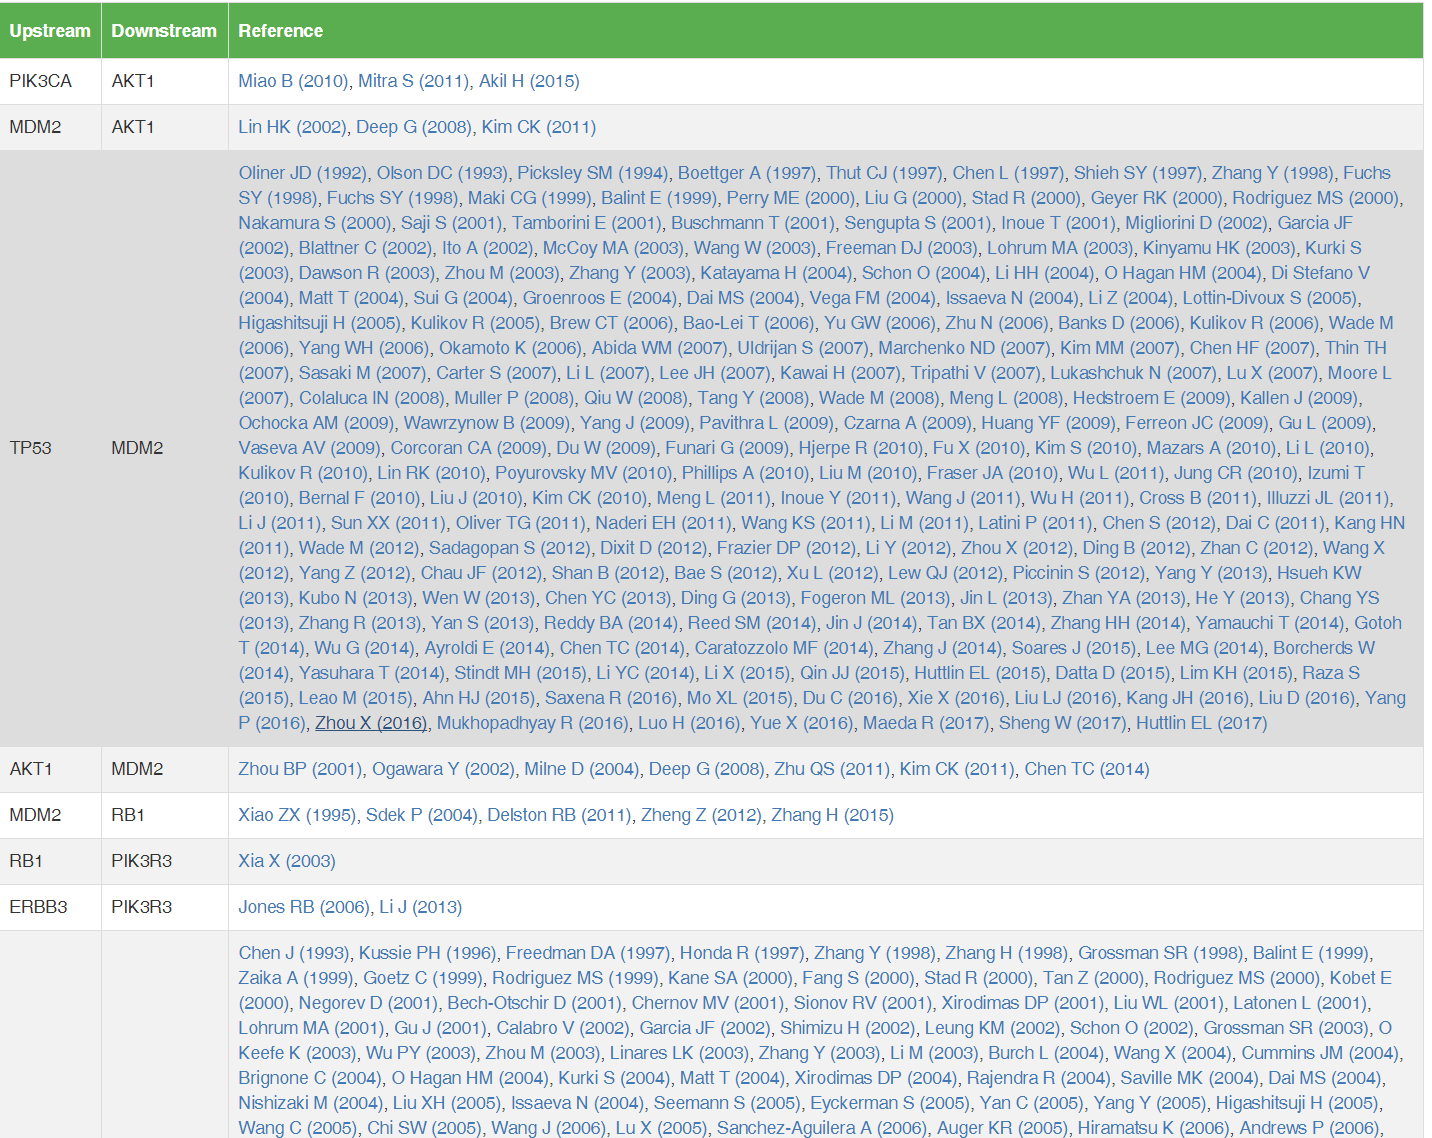 Upstream Downstream Reference
PIK3CA AKT1 Miao B (2010), Mitra S (2011), Akil H (2015)
MDM2 AKT1 Lin HK (2002), Deep G (2008), Kim CK (2011)
Oliner JD (1992), Olson DC (1993), Picksley SM (1994), Boettger A (1997), Thut CJ (1997), Chen L (1997), Shieh SY (1997), Zhang Y (1998), Fuchs
SY (1998), Fuchs SY (1998), Maki CG (1999), Balint E (1999), Perry ME (2000), Liu G (2000), Stad R (2000), Geyer RK (2000), Rodriguez MS (2000),
Nakamura S (2000), Saji S (2001), Tamborini E (2001), Buschmann T (2001), Sengupta S (2001), Inoue T (2001), Migliorini D (2002), Garcia JF
(2002), Blattner C (2002), Ito A (2002), McCoy MA (2003), Wang W (2003), Freeman DJ (2003), Lohrum MA (2003), Kinyamu HK (2003), Kurki S
(2003), Dawson R (2003), Zhou M (2003), Zhang Y (2003), Katayama H (2004), Schon O (2004), Li HH (2004), O Hagan HM (2004), Di Stefano V
(2004), Matt T (2004), Sui G (2004), Groenroos E (2004), Dai MS (2004), Vega FM (2004), Issaeva N (2004), Li Z (2004), Lottin-Divoux S (2005),
Higashitsuji H (2005), Kulikov R (2005), Brew CT (2006), Bao-Lei T (2006), Yu GW (2006), Zhu N (2006), Banks D (2006), Kulikov R (2006), Wade M
(2006), Yang WH (2006), Okamoto K (2006), Abida WM (2007), Uldrijan S (2007), Marchenko ND (2007), Kim MM (2007), Chen HF (2007), Thin TH
(2007), Sasaki M (2007), Carter S (2007), Li L (2007), Lee JH (2007), Kawai H (2007), Tripathi V (2007), Lukashchuk N (2007), Lu X (2007), Moore L
(2007), Colaluca IN (2008), Muller P (2008), Qiu W (2008), Tang Y (2008), Wade M (2008), Meng L (2008), Hedstroem E (2009), Kallen J (2009),
Ochocka AM (2009), Wawrzynow B (2009), Yang J (2009), Pavithra L (2009), Czarna A (2009), Huang YF (2009), Ferreon JC (2009), Gu L (2009),
TP53 MDM2 Vaseva AV (2009), Corcoran CA (2009), Du W (2009), Funari G (2009), Hjerpe R (2010), Fu X (2010), Kim S (2010), Mazars A (2010), Li L (2010),
Kulikov R (2010), Lin RK (2010), Poyurovsky MV (2010), Phillips A (2010), Liu M (2010), Fraser JA (2010), Wu L (2011), Jung CR (2010), Izumi T
(2010), Bernal F (2010), Liu J (2010), Kim CK (2010), Meng L (2011), Inoue Y (2011), Wang J (2011), Wu H (2011), Cross B (2011), Illuzzi JL (2011),
Li J (2011), Sun XX (2011), Oliver TG (2011), Naderi EH (2011), Wang KS (2011), Li M (2011), Latini P (2011), Chen S (2012), Dai C (2011), Kang HN
(2011), Wade M (2012), Sadagopan S (2012), Dixit D (2012), Frazier DP (2012), Li Y (2012), Zhou X (2012), Ding B (2012), Zhan C (2012), Wang X
(2012), Yang Z (2012), Chau JF (2012), Shan B (2012), Bae S (2012), Xu L (2012), Lew QJ (2012), Piccinin S (2012), Yang Y (2013), Hsueh KW
(2013), Kubo N (2013), Wen W (2013), Chen YC (2013), Ding G (2013), Fogeron ML (2013), Jin L (2013), Zhan YA (2013), He Y (2013), Chang YS
(2013), Zhang R (2013), Yan S (2013), Reddy BA (2014), Reed SM (2014), Jin J (2014), Tan BX (2014), Zhang HH (2014), Yamauchi T (2014), Gotoh
T (2014), Wu G (2014), Ayroldi E (2014), Chen TC (2014), Caratozzolo MF (2014), Zhang J (2014), Soares J (2015), Lee MG (2014), Borcherds W
(2014), Yasuhara T (2014), Stindt MH (2015), Li YC (2014), Li X (2015), Qin JJ (2015), Huttlin EL (2015), Datta D (2015), Lim KH (2015), Raza S
(2015), Leao M (2015), Ahn HJ (2015), Saxena R (2016), Mo XL (2015), Du C (2016), Xie X (2016), Liu LJ (2016), Kang JH (2016), Liu D (2016), Yang
P (2016), Zhou X (2016), Mukhopadhyay R (2016), Luo H (2016), Yue X (2016), Maeda R (2017), Sheng W (2017), Huttlin EL (2017)
AKT1 MDM2 Zhou BP (2001), Ogawara Y (2002), Milne D (2004), Deep G (2008), Zhu QS (2011), Kim CK (2011), Chen TC (2014)
MDM2 RB1 Xiao ZX (1995), Sdek P (2004), Delston RB (2011), Zheng Z (2012), Zhang H (2015)
RB1 PIK3R3 Xia X (2003)
ERBB3 PIK3R3 Jones RB (2006), Li J (2013)
Chen J (1993), Kussie PH (1996), Freedman DA (1997), Honda R (1997), Zhang Y (1998), Zhang H (1998), Grossman SR (1998), Balint E (1999),
Zaika A (1999), Goetz C (1999), Rodriguez MS (1999), Kane SA (2000), Fang S (2000), Stad R (2000), Tan Z (2000), Rodriguez MS (2000), Kobet E
(2000), Negorev D (2001), Bech-Otschir D (2001), Chernov MV (2001), Sionov RV (2001), Xirodimas DP (2001), Liu WL (2001), Latonen L (2001),
Lohrum MA (2001), Gu J (2001), Calabro V (2002), Garcia JF (2002), Shimizu H (2002), Leung KM (2002), Schon O (2002), Grossman SR (2003), O
Keefe K (2003), Wu PY (2003), Zhou M (2003), Linares LK (2003), Zhang Y (2003), Li M (2003), Burch L (2004), Wang X (2004), Cummins JM (2004),
Brignone C (2004), O Hagan HM (2004), Kurki S (2004), Matt T (2004), Xirodimas DP (2004), Rajendra R (2004), Saville MK (2004), Dai MS (2004),
Nishizaki M (2004), Liu XH (2005), Issaeva N (2004), Seemann S (2005), Eyckerman S (2005), Yan C (2005), Yang Y (2005), Higashitsuji H (2005),
Wang C (2005), Chi SW (2005), Wang J (2006), Lu X (2005), Sanchez-Aguilera A (2006), Auger KR (2005), Hiramatsu K (2006), Andrews P (2006),